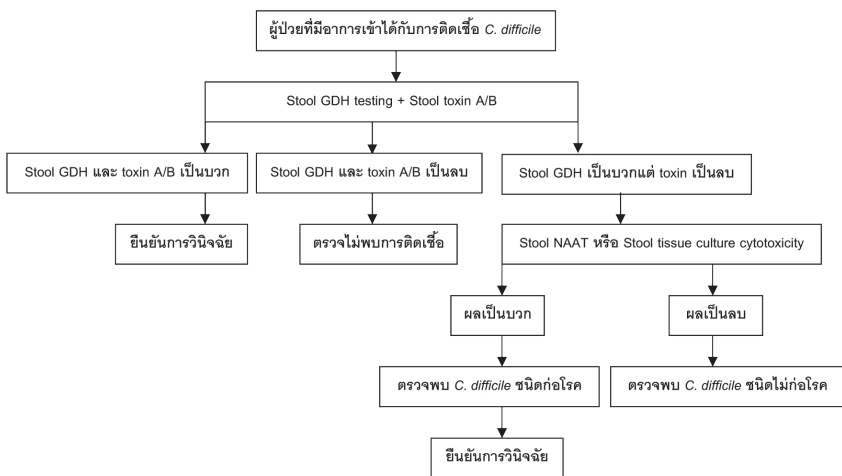 ผู้ป่วยที่มีอาการเข้าได้กับการติดเชื้อ C. difficile
Stool GDH testing + Stool toxin A/B
Stool GDH และ toxin A/B เป็นบวก
Stool GDH และ toxin A/B เป็นลบ
Stool GDH เป็นบวกแต่ toxin เป็นลบ
ยืนยันการวินิจฉัย
ตรวจไม่พบการติดเชื้อ
Stool NAAT หรือ Stool tissue culture cytotoxicity
ผลเป็นบวก
ผลเป็นลบ
ตรวจพบ C. difficile ชนิดก่อโรค
ตรวจพบ C. difficile ชนิดไม่ก่อโรค
ยืนยันการวินิจฉัย